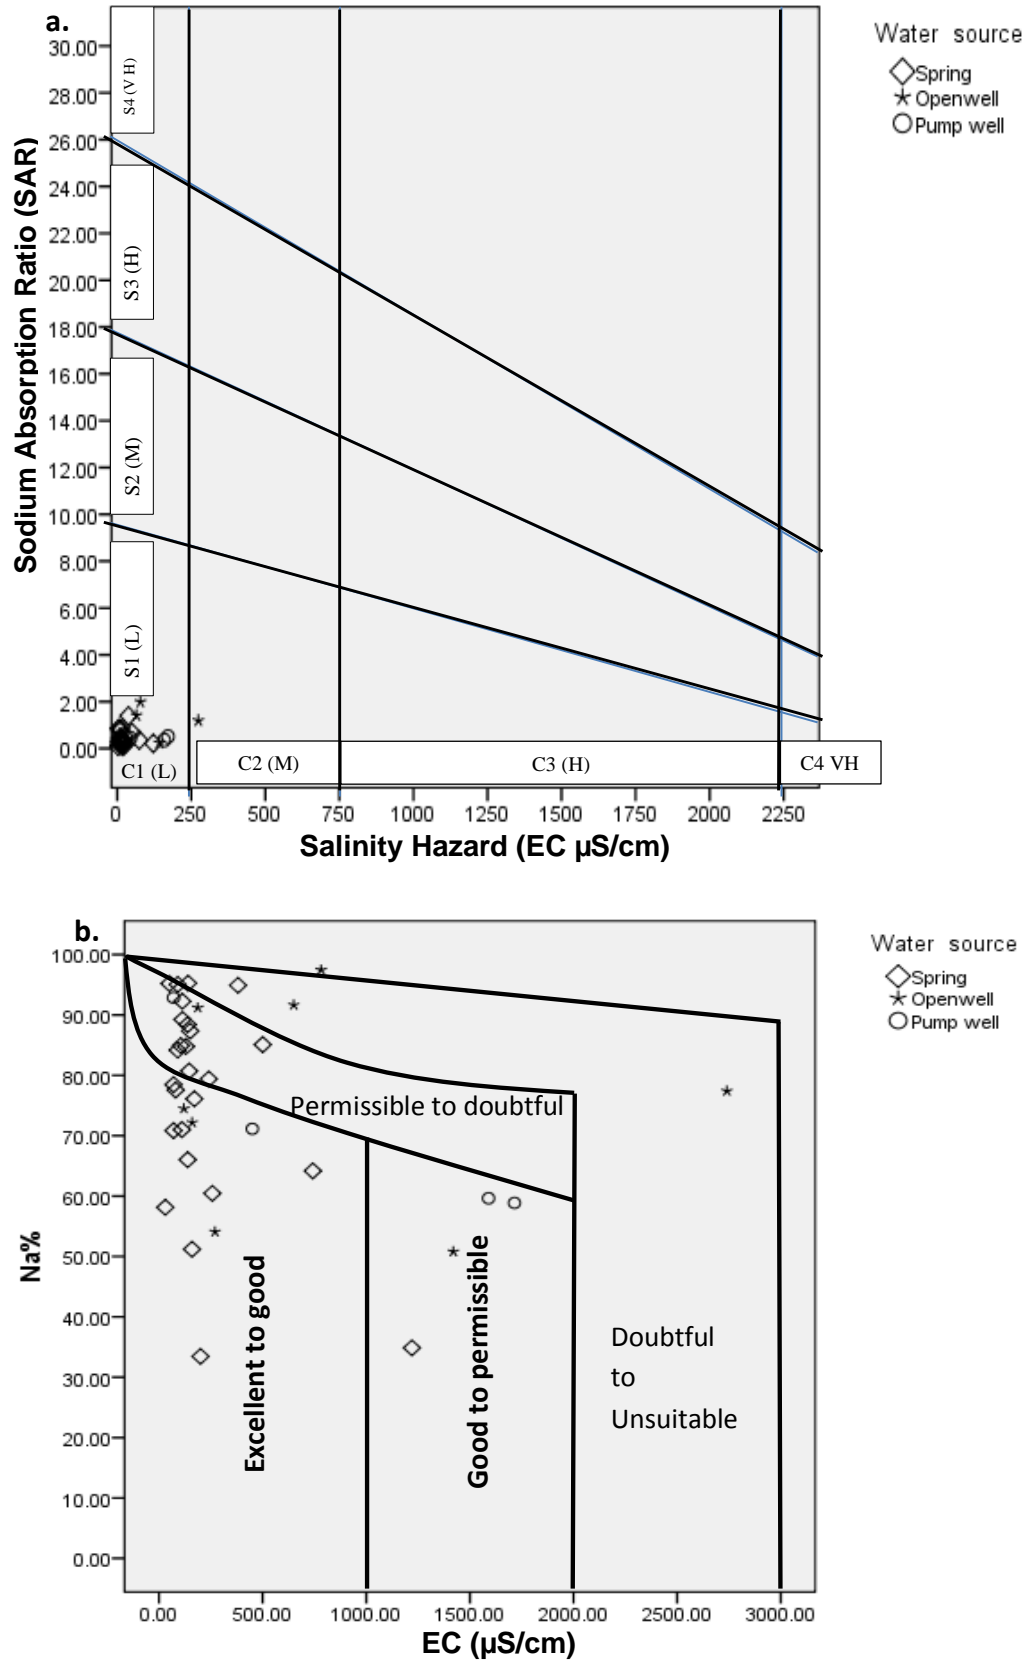 a.
Water source
Spring
Openwell
Pump well
Sodium Absorption Ratio (SAR)
30.00
28.00
26.00
24.00
22.00
20.00
18.00
16.00
14.00
12.00
10.00
8.00
6.00
4.00
2.00
0.00
S4 (V H)
S3 (H)
S2 (M)
S1 (L)
C1 (L)
C2 (M)
C3 (H)
C4 VH
0
250
500
750
1000
1250
1500
1750
2000
2250
Salinity Hazard (EC µS/cm)
b.
Water source
Spring
Openwell
Pump well
Na%
100.00
90.00
80.00
70.00
60.00
50.00
40.00
30.00
20.00
10.00
0.00
Permissible to doubtful
Excellent to good
Good to permissible
Doubtful
to
Unsuitable
0.00
500.00
1000.00
1500.00
2000.00
2500.00
3000.00
EC (µS/cm)